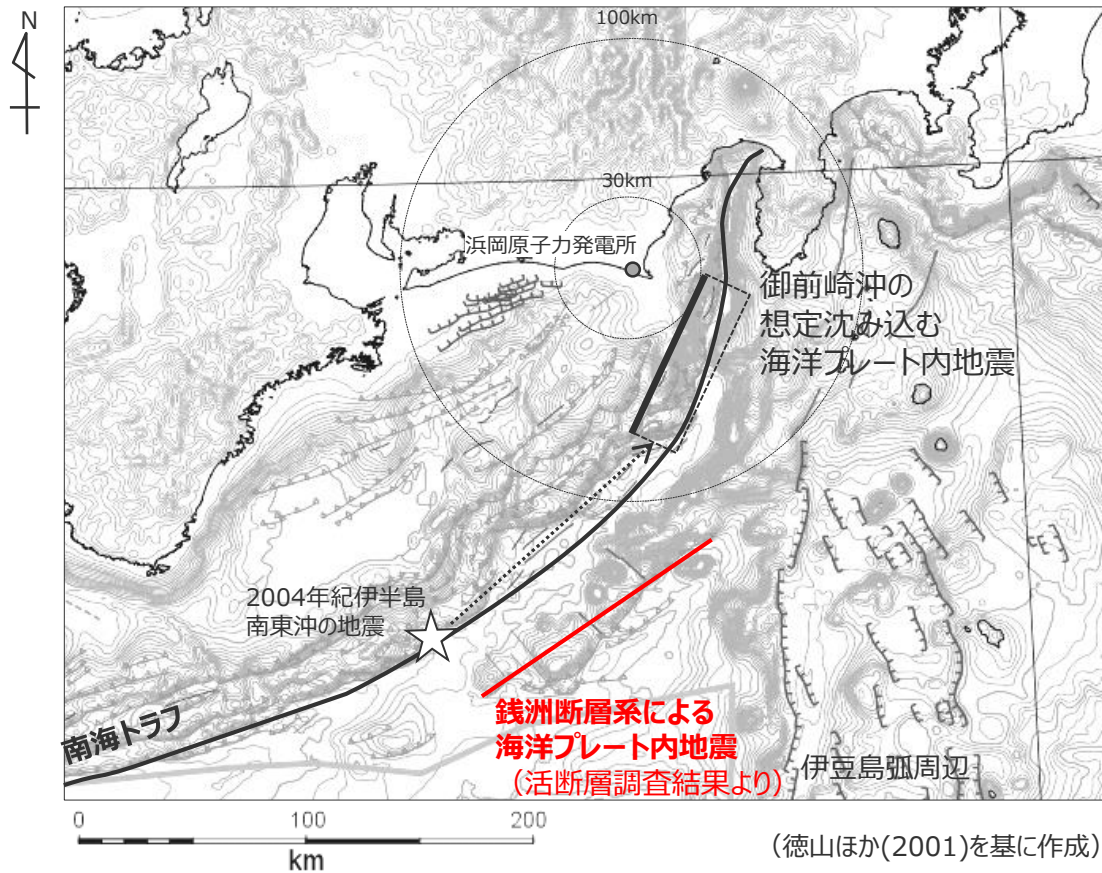 N
100km
30km
浜岡原子力発電所
御前崎沖の
想定沈み込む
海洋プレート内地震
2004年紀伊半島
南東沖の地震
南海トラフ
銭洲断層系による
海洋プレート内地震
（活断層調査結果より）
伊豆島弧周辺
0 100 200
km
（徳山ほか(2001)を基に作成）